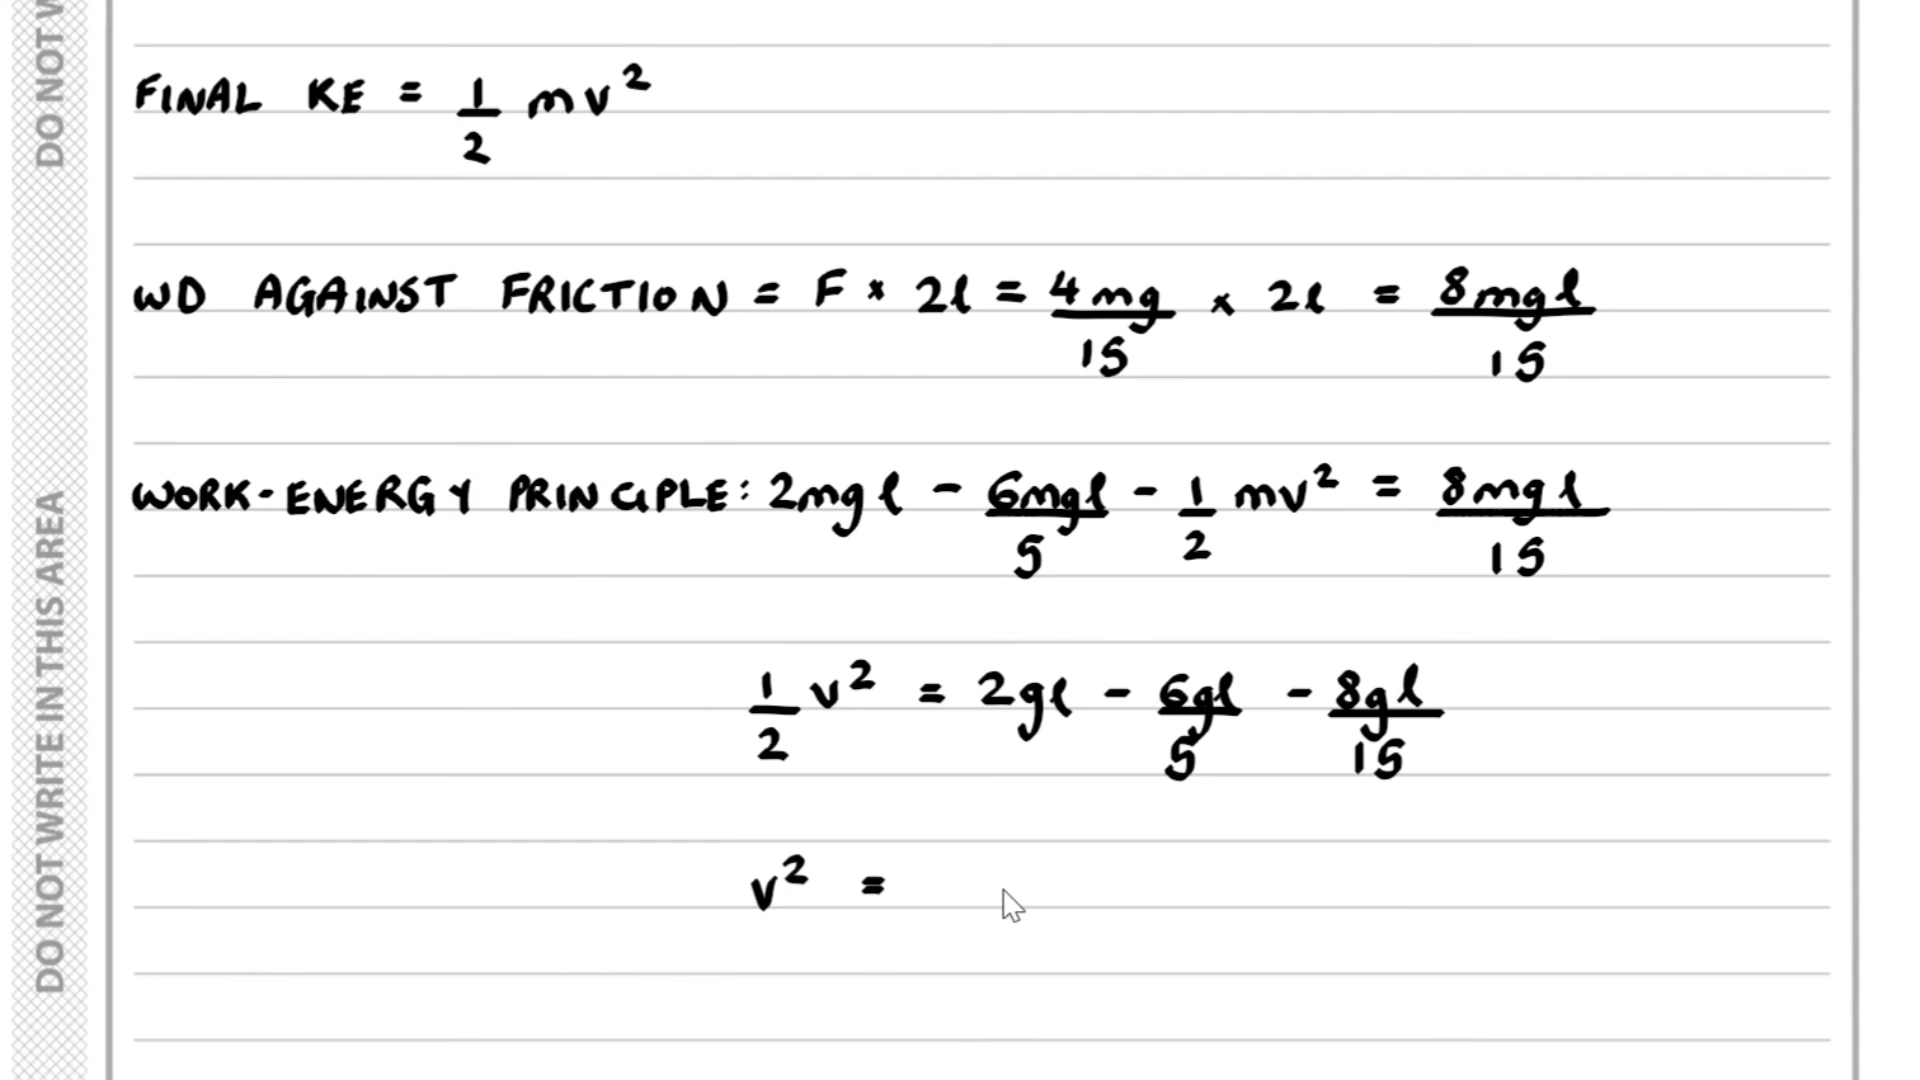 DO NOT W
DO NOT WRITE IN THIS AREA
FINAL KE = 1/2 mv²
WD AGAINST FRICTION = F × 2l = 4mg/15 × 2l = 8mgl/15
WORK-ENERGY PRINCIPLE: 2mgl - 6mgl/5 - 1/2 mv² = 8mgl/15
1/2 v² = 2gl - 6gl/5 - 8gl/15
v² =